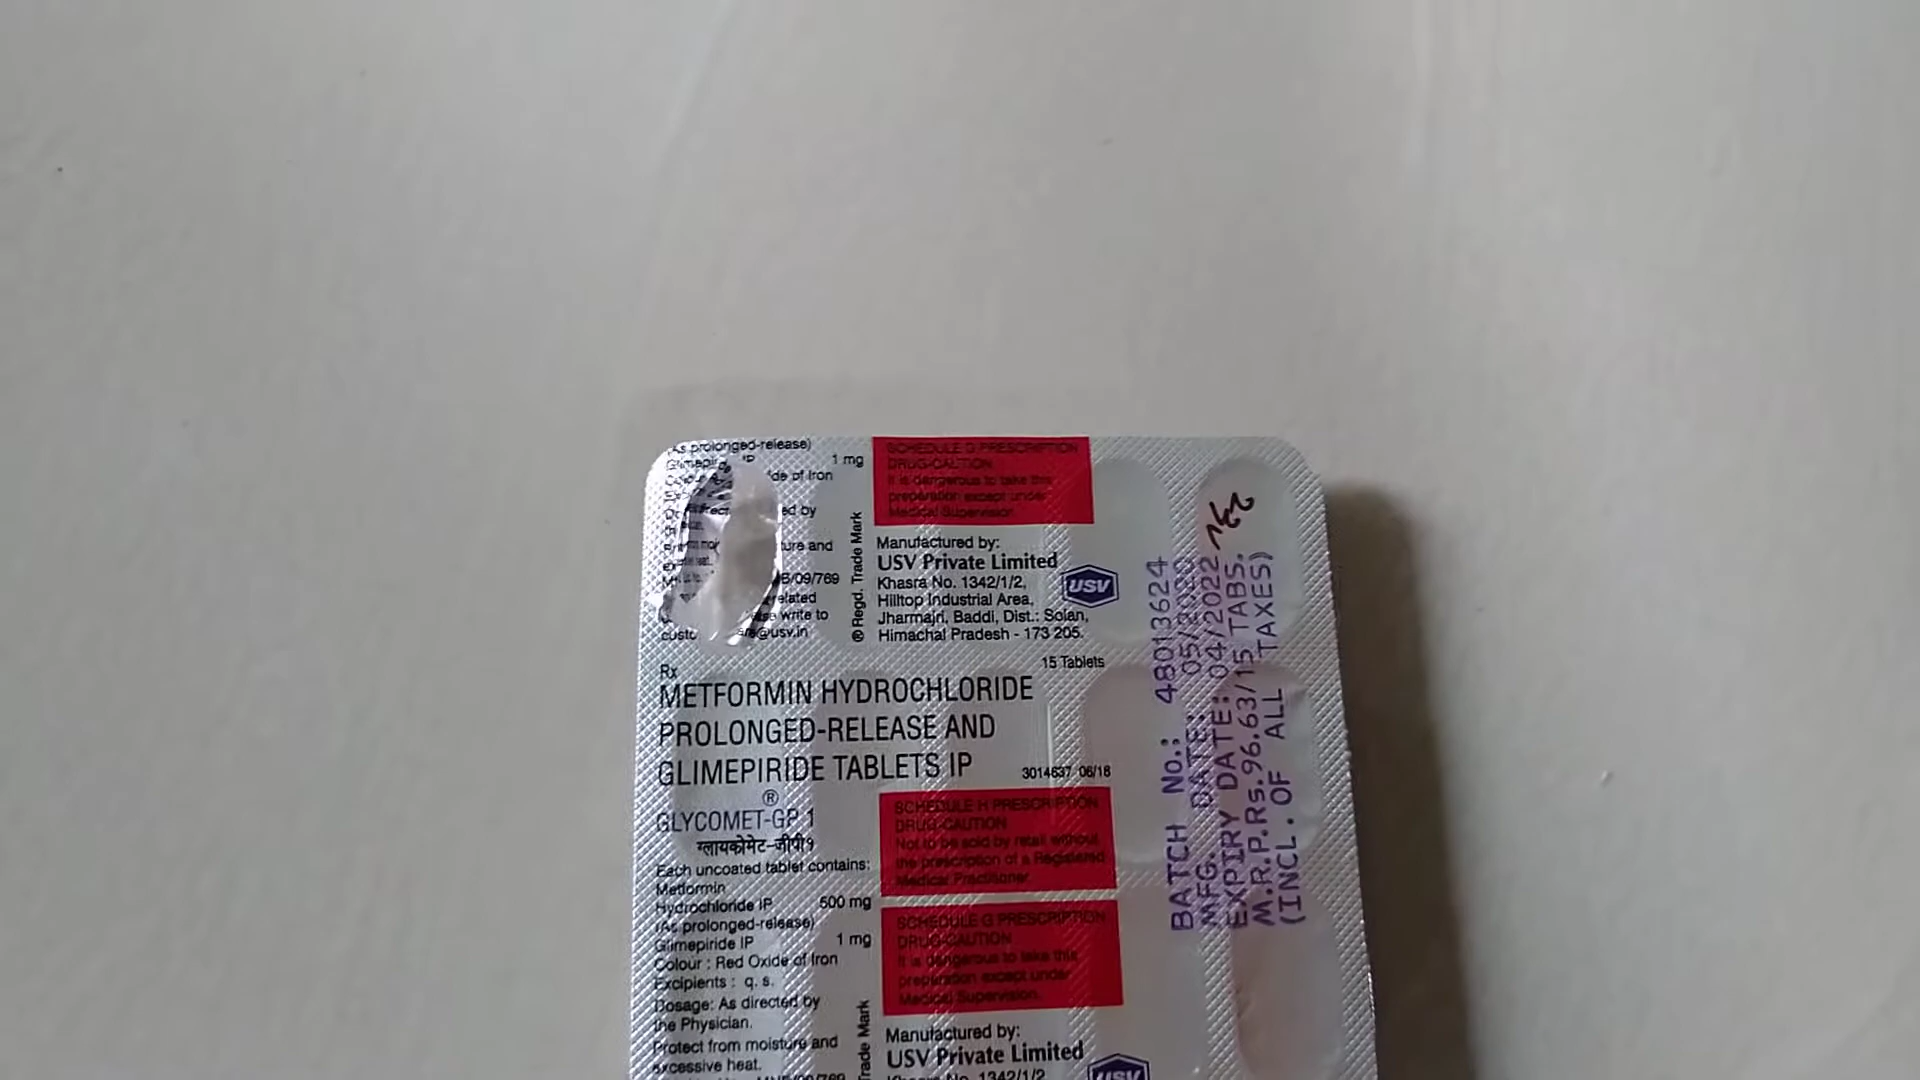 (As prolonged-release)
1 mg
ide of Iron
ed by
ture and
B/09/769
related
write to
@usv.in
® Regd. Trade Mark
SCHEDULE G PRESCRIPTION
DRUG-CAUTION
It is dangerous to take this
preparation except under
Medical Supervision.
Manufactured by:
USV Private Limited
Khasra No. 1342/1/2,
Hilltop Industrial Area,
Jharmajri, Baddi, Dist.: Solan,
Himachal Pradesh - 173 205.
USV
Rx
15 Tablets
METFORMIN HYDROCHLORIDE
PROLONGED-RELEASE AND
GLIMEPIRIDE TABLETS IP
3014637 06/18
®
GLYCOMET-GP 1
ग्लायकोमेट-जीपी१
Each uncoated tablet contains:
Metformin
Hydrochloride IP 500 mg
(As prolonged-release)
Glimepiride IP 1 mg
Colour : Red Oxide of Iron
Excipients : q. s.
Dosage: As directed by
the Physician.
Protect from moisture and
excessive heat.
SCHEDULE H PRESCRIPTION
DRUG-CAUTION
Not to be sold by retail without
the prescription of a Registered
Medical Practitioner.
SCHEDULE G PRESCRIPTION
DRUG-CAUTION
It is dangerous to take this
preparation except under
Medical Supervision.
Trade Mark
Manufactured by:
USV Private Limited
Khasra No. 1342/1/2
USV
BATCH No.: 48013624
MFG. DATE: 05/2020
EXPIRY DATE: 04/2022
M.R.P.Rs.96.63/15 TABS.
(INCL. OF ALL TAXES)